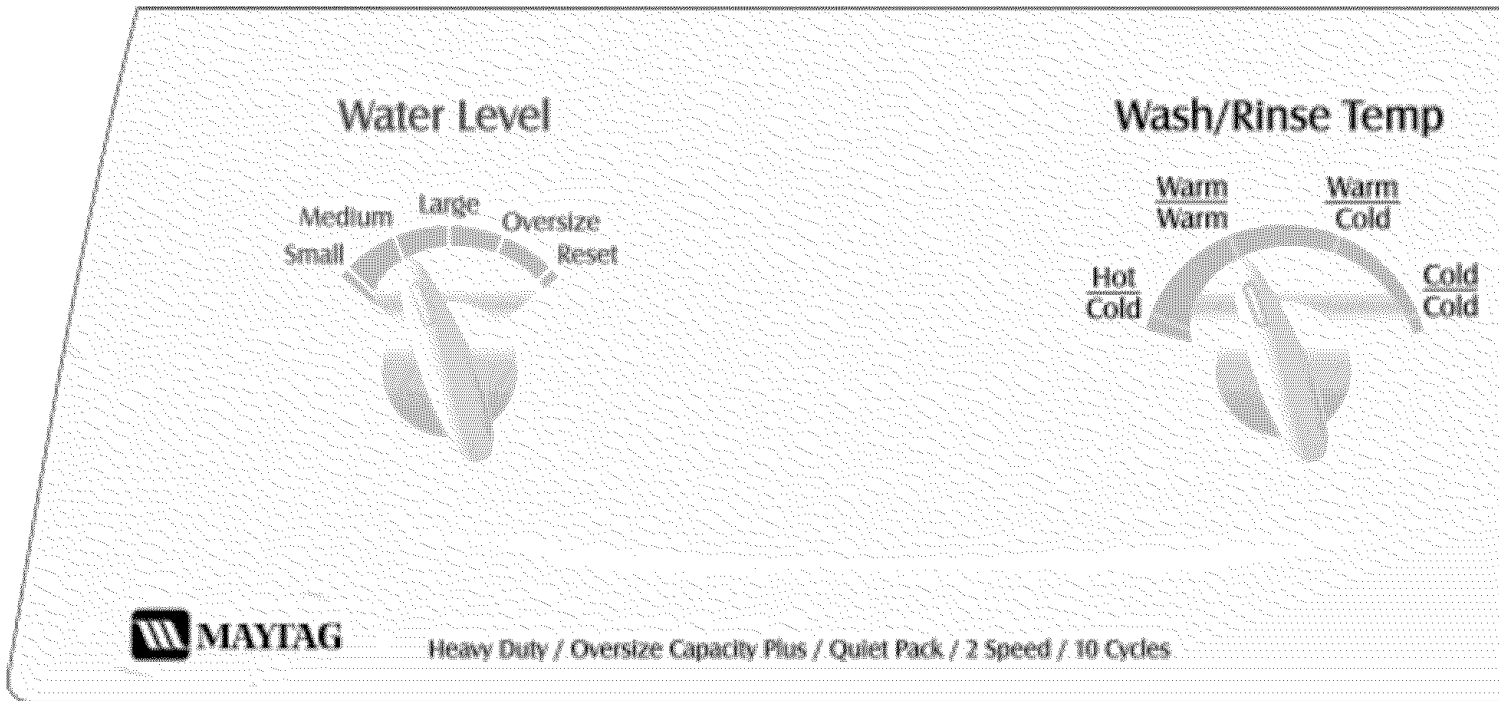 Water Level
Small
Medium
Large
Oversize
Reset
Wash/Rinse Temp
Hot
Cold
Warm
Warm
Warm
Cold
Cold
Cold
MAYTAG
Heavy Duty / Oversize Capacity Plus / Quiet Pack / 2 Speed / 10 Cycles